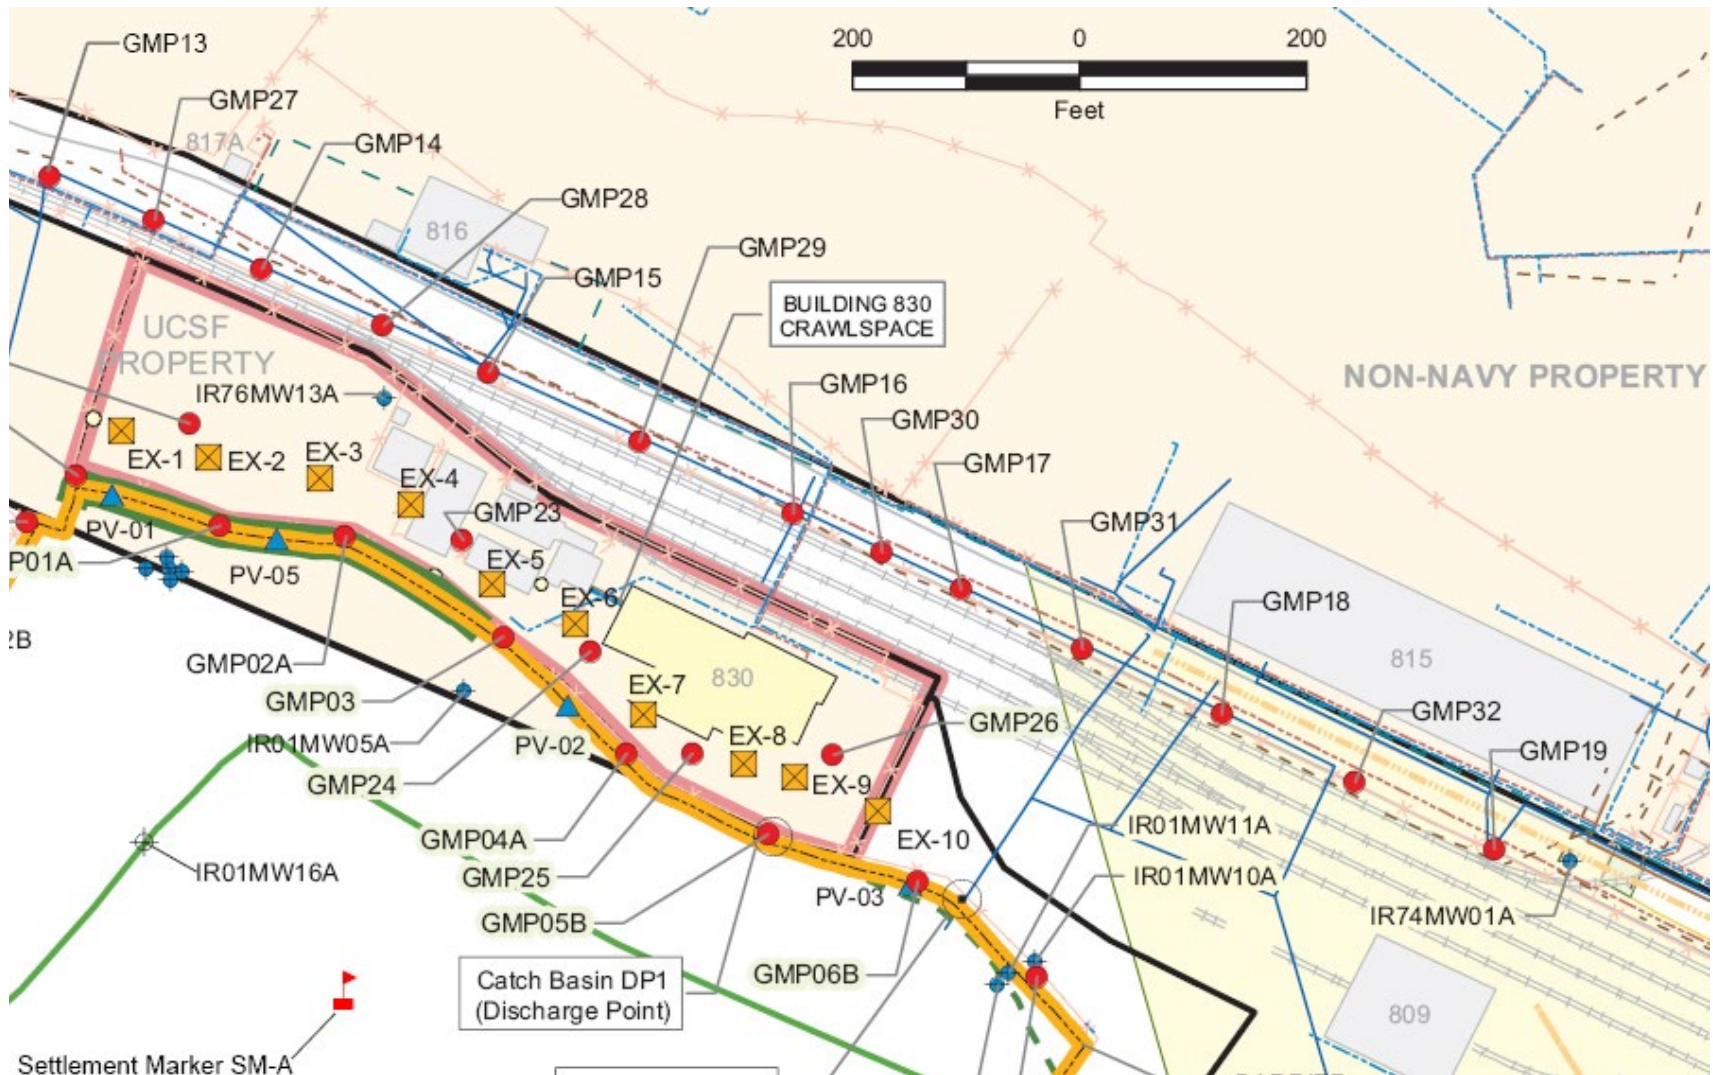 GMP13
200 0 200
Feet
GMP27
817A
GMP14
GMP28
816
GMP29
GMP15
BUILDING 830
CRAWLSPACE
UCSF
PROPERTY
NON-NAVY PROPERTY
IR76MW13A
GMP16
GMP30
GMP17
EX-1
EX-2
EX-3
EX-4
GMP23
GMP31
PV-01
P01A
PV-05
EX-5
EX-6
GMP18
2B
GMP02A
815
830
GMP03
EX-7
GMP32
IR01MW05A
PV-02
EX-8
GMP26
GMP19
GMP24
EX-9
GMP04A
EX-10
IR01MW11A
IR01MW16A
GMP25
PV-03
IR01MW10A
GMP05B
IR74MW01A
Catch Basin DP1
(Discharge Point)
GMP06B
809
Settlement Marker SM-A